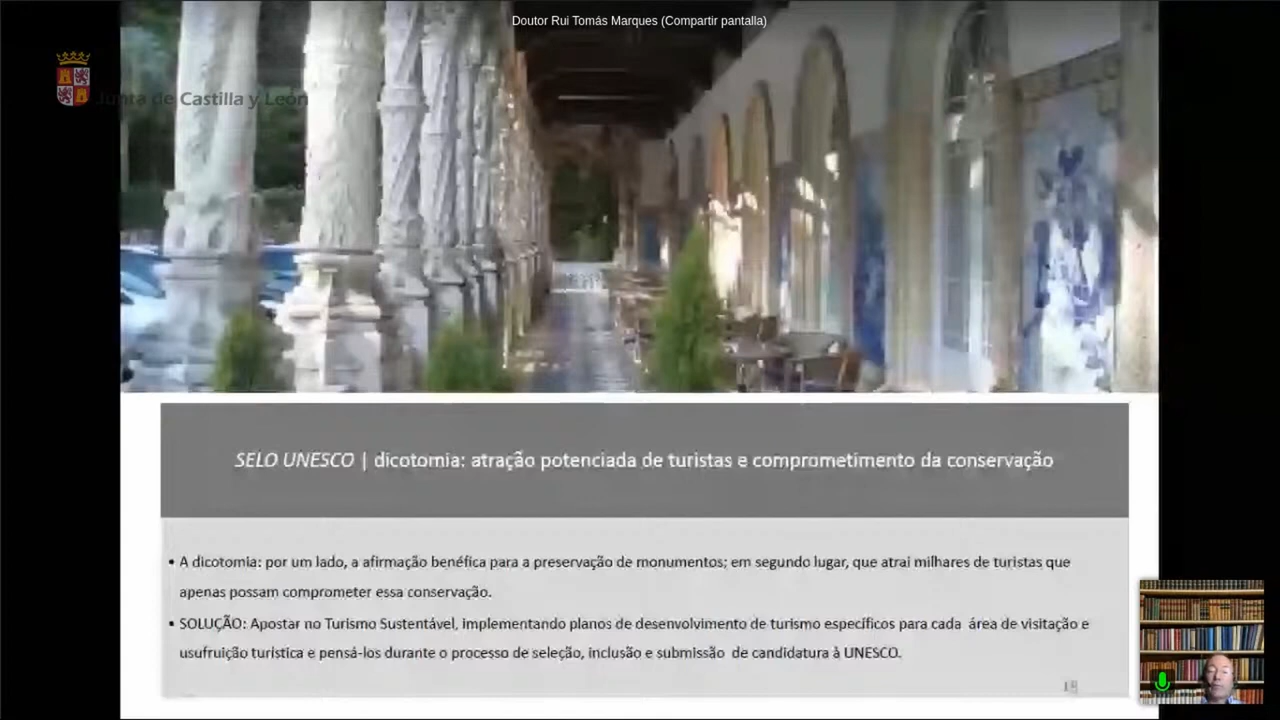 Doutor Rui Tomás Marques (Compartir pantalla)
Junta de Castilla y León
SELO UNESCO | dicotomia: atração potenciada de turistas e comprometimento da conservação
• A dicotomia: por um lado, a afirmação benéfica para a preservação de monumentos; em segundo lugar, que atrai milhares de turistas que
apenas possam comprometer essa conservação.
• SOLUÇÃO: Apostar no Turismo Sustentável, implementando planos de desenvolvimento de turismo específicos para cada área de visitação e
usufruição turística e pensá-los durante o processo de seleção, inclusão e submissão de candidatura à UNESCO.